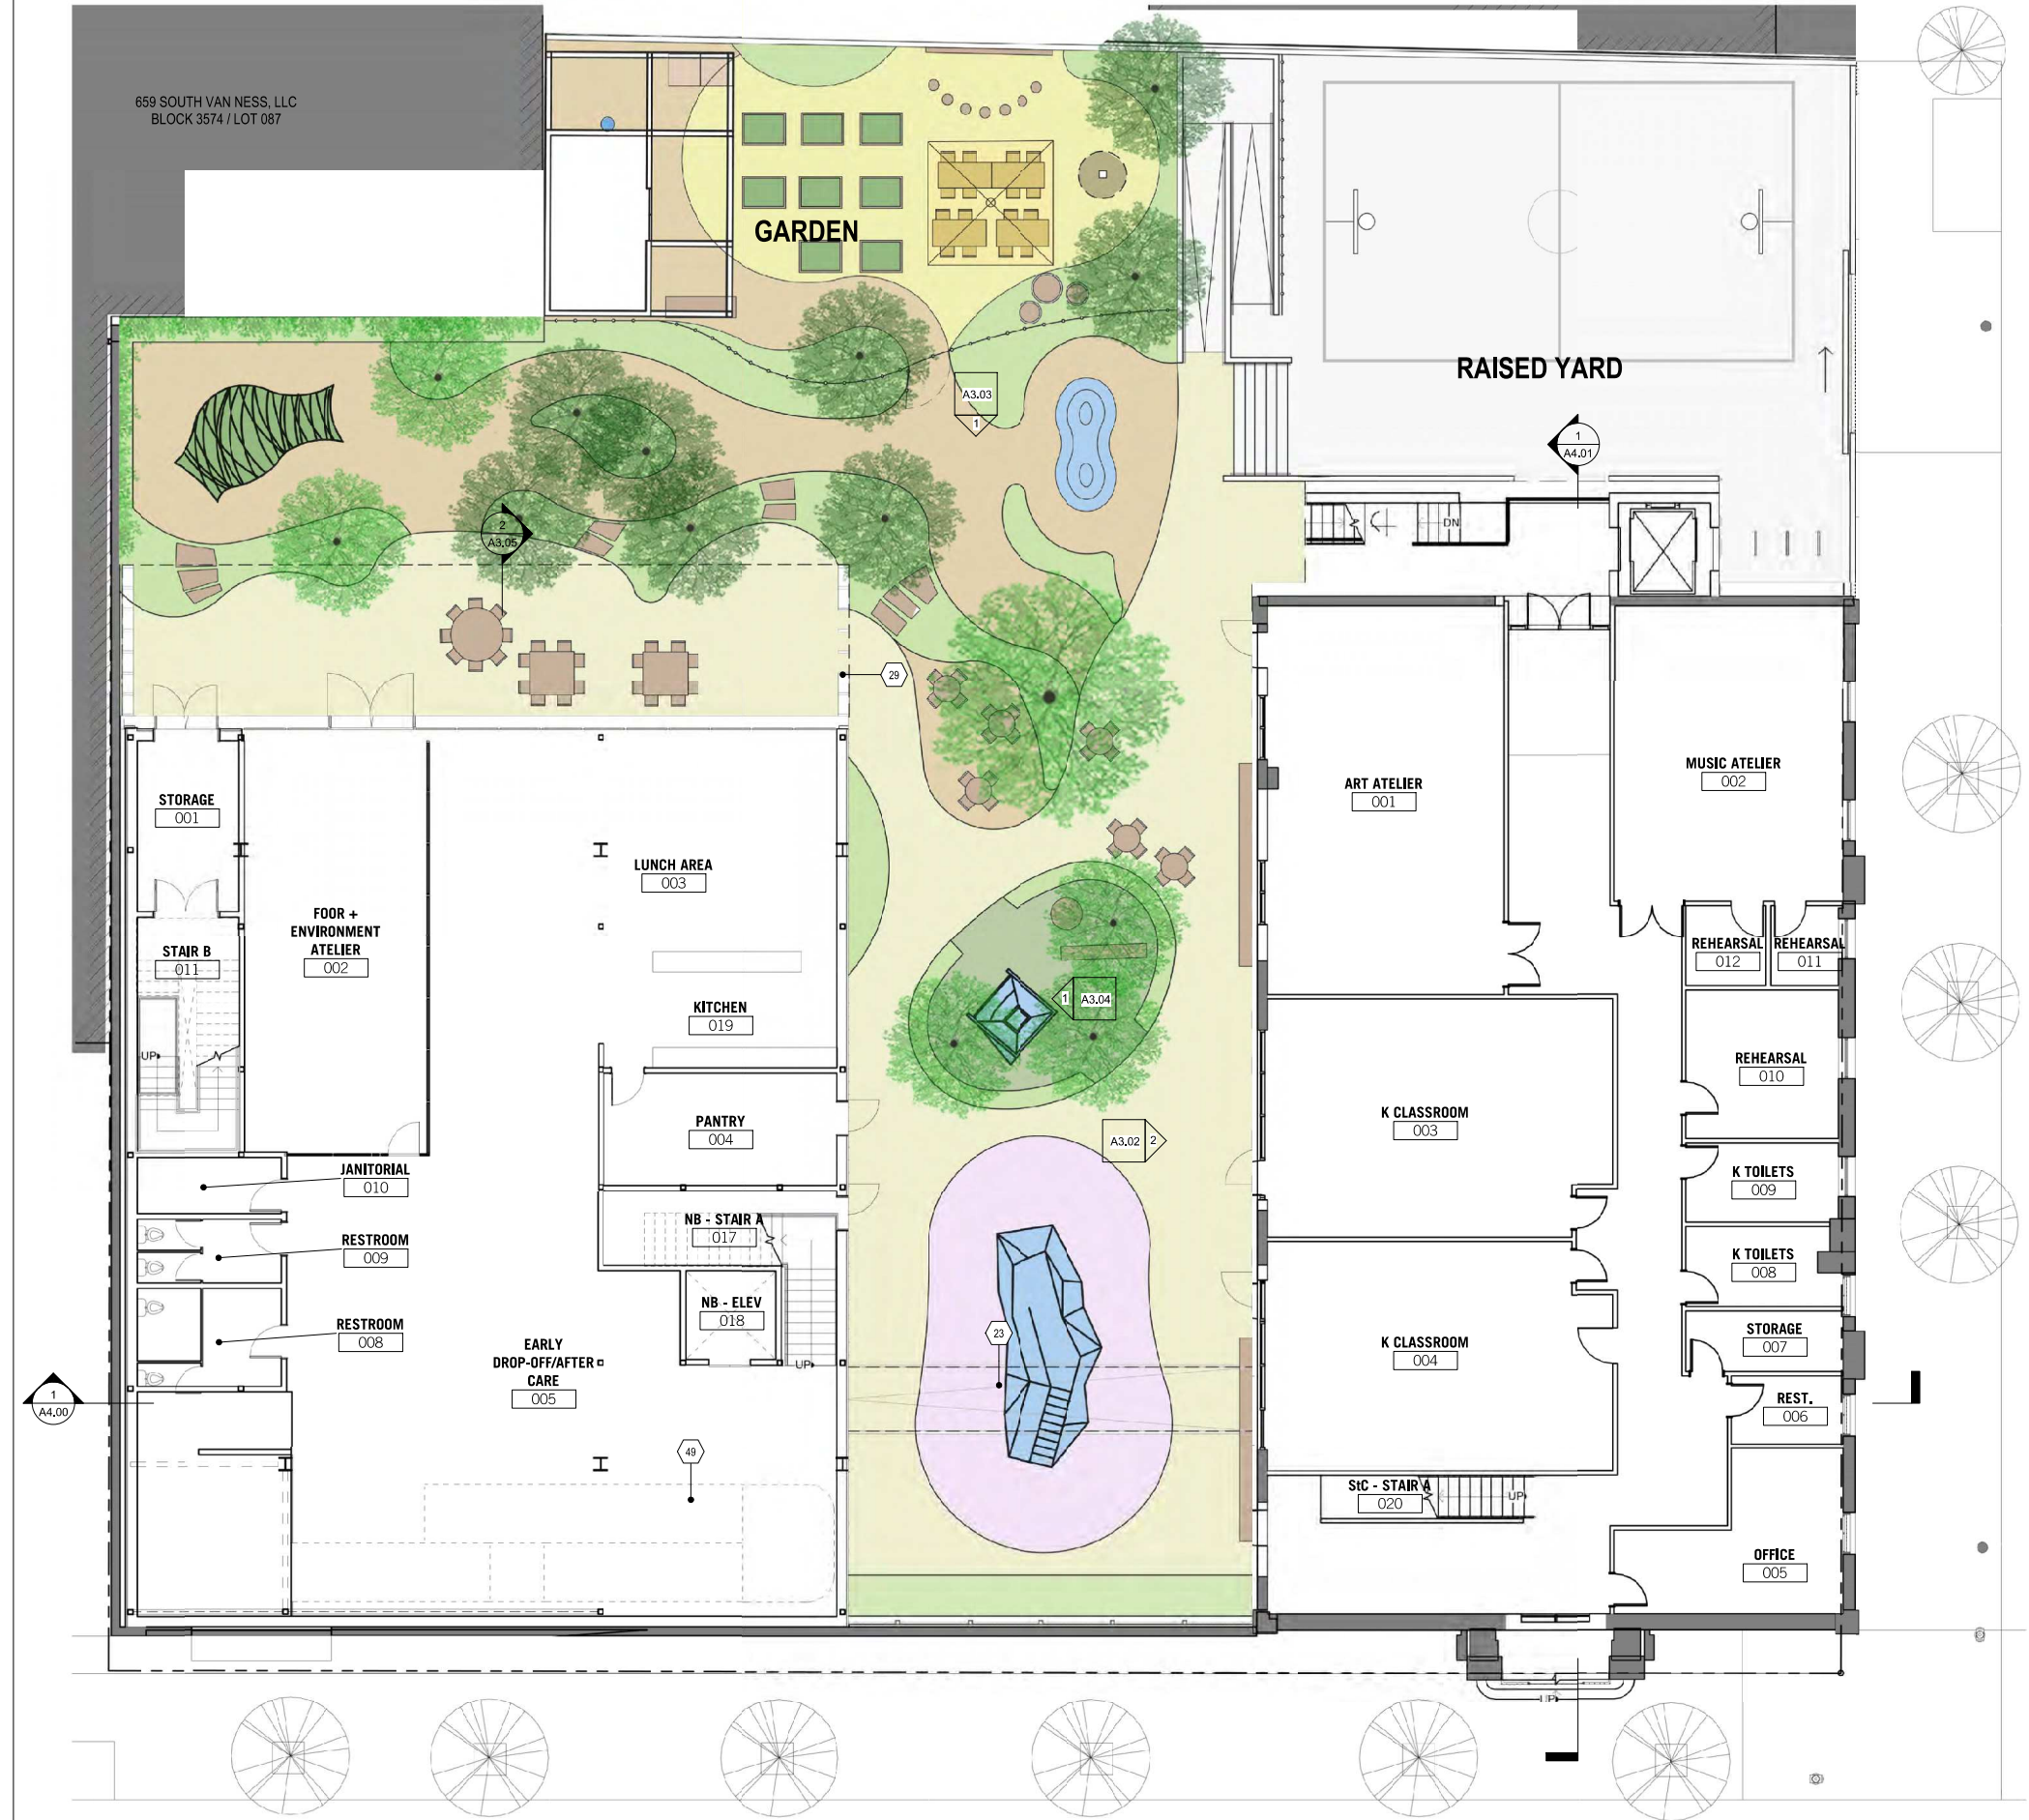 659 SOUTH VAN NESS, LLC
BLOCK 3574 / LOT 087
GARDEN
RAISED YARD
A3.03
1
1
A4.01
2
A3.05
DN
29
STORAGE
001
FOOR +
ENVIRONMENT
ATELIER
002
STAIR B
011
UP
LUNCH AREA
003
KITCHEN
019
PANTRY
004
JANITORIAL
010
RESTROOM
009
RESTROOM
008
NB - STAIR A
017
NB - ELEV
018
UP
EARLY
DROP-OFF/AFTER
CARE
005
1
A4.00
49
1
A3.04
A3.02
2
23
ART ATELIER
001
MUSIC ATELIER
002
REHEARSAL
012
REHEARSAL
011
REHEARSAL
010
K CLASSROOM
003
K TOILETS
009
K TOILETS
008
K CLASSROOM
004
STORAGE
007
REST.
006
StC - STAIR A
020
UP
OFFICE
005
UP